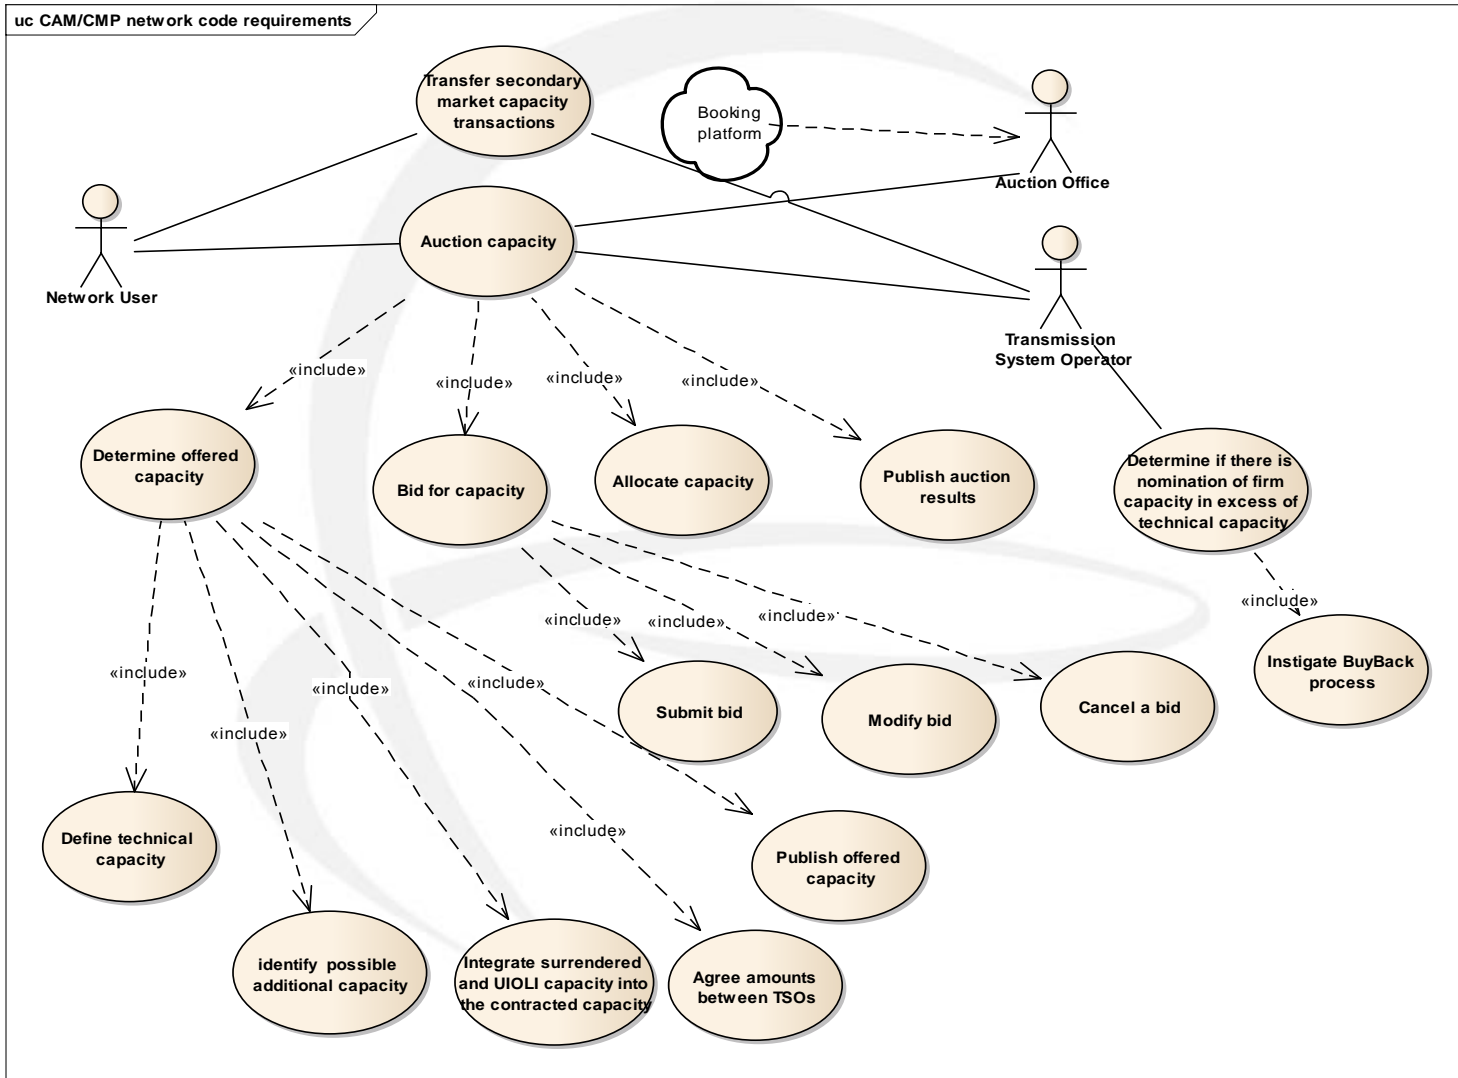 uc CAM/CMP network code requirements
Transfer secondary
market capacity
transactions
Booking
platform
Auction Office
Network User
Auction capacity
Transmission
System Operator
«include»
«include»
«include»
«include»
Determine offered
capacity
Bid for capacity
Allocate capacity
Publish auction
results
Determine if there is
nomination of firm
capacity in excess of
technical capacity
«include»
«include»
«include»
«include»
Instigate BuyBack
process
«include»
«include»
«include»
«include»
«include»
Submit bid
Modify bid
Cancel a bid
Define technical
capacity
Publish offered
capacity
identify  possible
additional capacity
Integrate surrendered
and UIOLI capacity into
the contracted capacity
Agree amounts
between TSOs